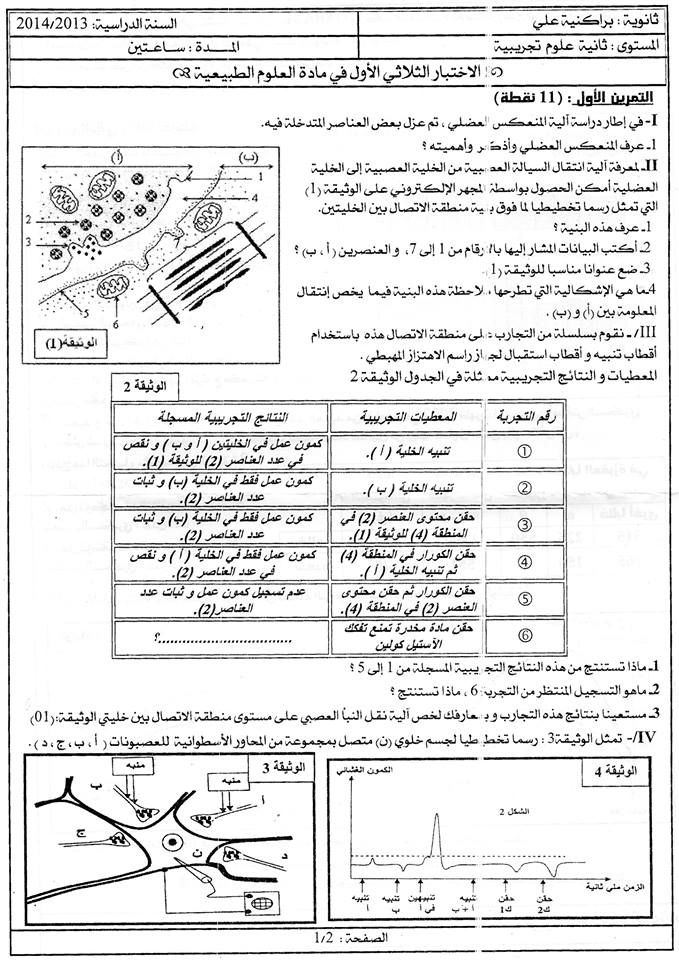 ثانوية : براكنية علي
السنة الدراسية: 2014/2013
المستوى : ثانية علوم تجريبية
المـــدة : ســاعـتيـن
الاختبار الثلاثي الأول في مادة العلوم الطبيعية
التمرين الأول : (11 نقطة)
I- في إطار دراسة آلية المنعكس العضلي ، تم عزل بعض العناصر المتدخلة فيه.
1ـ عرف المنعكس العضلي وأذكر وأهميته ؟
II- لمعرفة آلية انتقال السيالة العصبية من الخلية العصبية إلى الخلية
العضلية أمكن الحصول بواسطة المجهر الإلكتروني على الوثيقة (1)
التي تمثل رسما تخطيطيا لما فوق بنية منطقة الاتصال بين الخليتين.
1ـ عرف هذه البنية ؟
2ـ أكتب البيانات المشار إليها بالأرقام من 1 إلى 7، و العنصرين ( أ ، ب ) ؟
3ـ ضع عنوانا مناسبا للوثيقة (1)
4ـ ما هي الإشكالية التي تطرحها ملاحظة هذه البنية فيما يخص إنتقال
المعلومة بين (أ) و (ب) .
(أ)
(ب)
1
4
2
3
5
6
الوثيقة(1)
III/ـ نقوم بسلسلة من التجارب على منطقة الاتصال هذه باستخدام
أقطاب تنبيه و أقطاب استقبال لجهاز راسم الاهتزاز المهبطي .
المعطيات و النتائج التجريبية ممثلة في الجدول الوثيقة 2
الوثيقة 2
رقم التجربة
المعطيات التجريبية
النتائج التجريبية المسجلة
①
تنبيه الخلية ( أ ).
كمون عمل في الخليتين ( أ و ب ) و نقص
في عدد العناصر (2) للوثيقة (1).
②
تنبيه الخلية ( ب ).
كمون عمل فقط في الخلية (ب) و ثبات
عدد العناصر (2).
③
حقن محتوى العنصر (2) في
المنطقة (4) للوثيقة (1).
كمون عمل فقط في الخلية (ب) و ثبات
عدد العناصر (2).
④
حقن الكورار في المنطقة (4)
ثم تنبيه الخلية ( أ ).
كمون عمل فقط في الخلية ( أ ) و نقص
في عدد العناصر (2).
⑤
حقن الكورار ثم حقن محتوى
العنصر (2) في المنطقة (4).
عدم تسجيل كمون عمل و ثبات عدد
العناصر(2).
⑥
حقن مادة مخدرة تمنع تفكك
الآستيل كولين
..............................؟
1ـ ماذا تستنتج من هذه النتائج التجريبية المسجلة من 1 إلى 5 ؟
2ـ ماهو التسجيل المنتظر من التجربة 6 ، ماذا تستنتج ؟
3ـ مستعينا بنتائج هذه التجارب و بمعارفك لخص آلية نقل النبأ العصبي على مستوى منطقة الاتصال بين خليتي الوثيقة:(01)
IV/- تمثل الوثيقة3 : رسما تخطيطيا لجسم خلوي (ن) متصل بمجموعة من المحاور الأسطوانية للعصبونات ( أ ، ب ، ج ، د ) .
الوثيقة 3
منبه
منبه
ب
أ
ج
ن
د
الوثيقة 4
الكمون الغشائي
الشكل 2
الزمن ملي ثانية
تنبيه
أ
تنبيه
ب
تنبيهين
في أ
تنبيه
أ + ب
حقن
ك1
حقن
ك2
الصفحة : 1/2